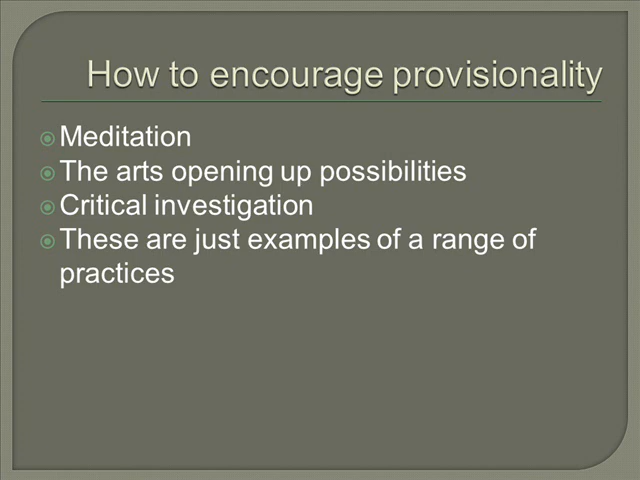 How to encourage provisionality
Meditation
The arts opening up possibilities
Critical investigation
These are just examples of a range of
practices